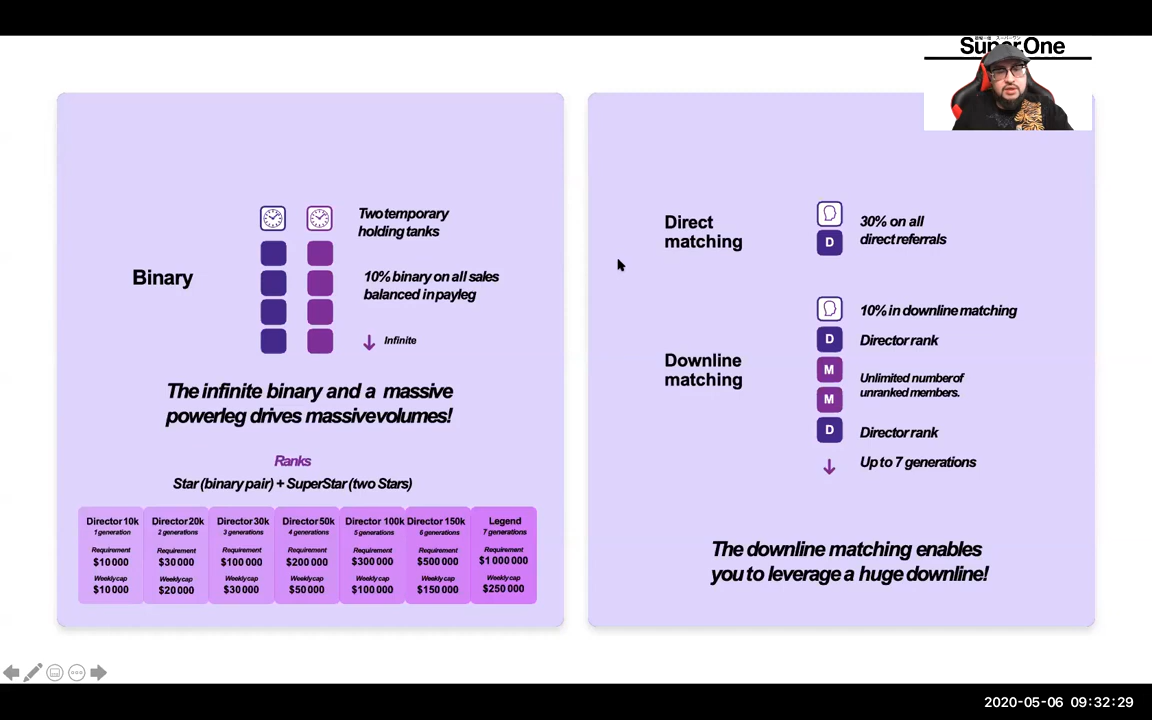 Super.One
Binary
Two temporary
holding tanks
10% binary on all sales
balanced in payleg
Infinite
The infinite binary and a massive
powerleg drives massive volumes!
Ranks
Star (binary pair) + SuperStar (two Stars)
Director 10k Director 20k Director 30k Director 50k Director 100k Director 150k Legend
1 generation 2 generations 3 generations 4 generations 5 generations 6 generations 7 generations
Requirement Requirement Requirement Requirement Requirement Requirement Requirement
$10 000 $30 000 $100 000 $200 000 $300 000 $500 000 $1 000 000
Weekly cap Weekly cap Weekly cap Weekly cap Weekly cap Weekly cap Weekly cap
$10 000 $20 000 $30 000 $50 000 $100 000 $150 000 $250 000
Direct
matching
30% on all
D direct referrals
Downline
matching
10% in downline matching
D Director rank
M Unlimited number of
unranked members.
M
D Director rank
Up to 7 generations
The downline matching enables
you to leverage a huge downline!
2020-05-06 09:32:29